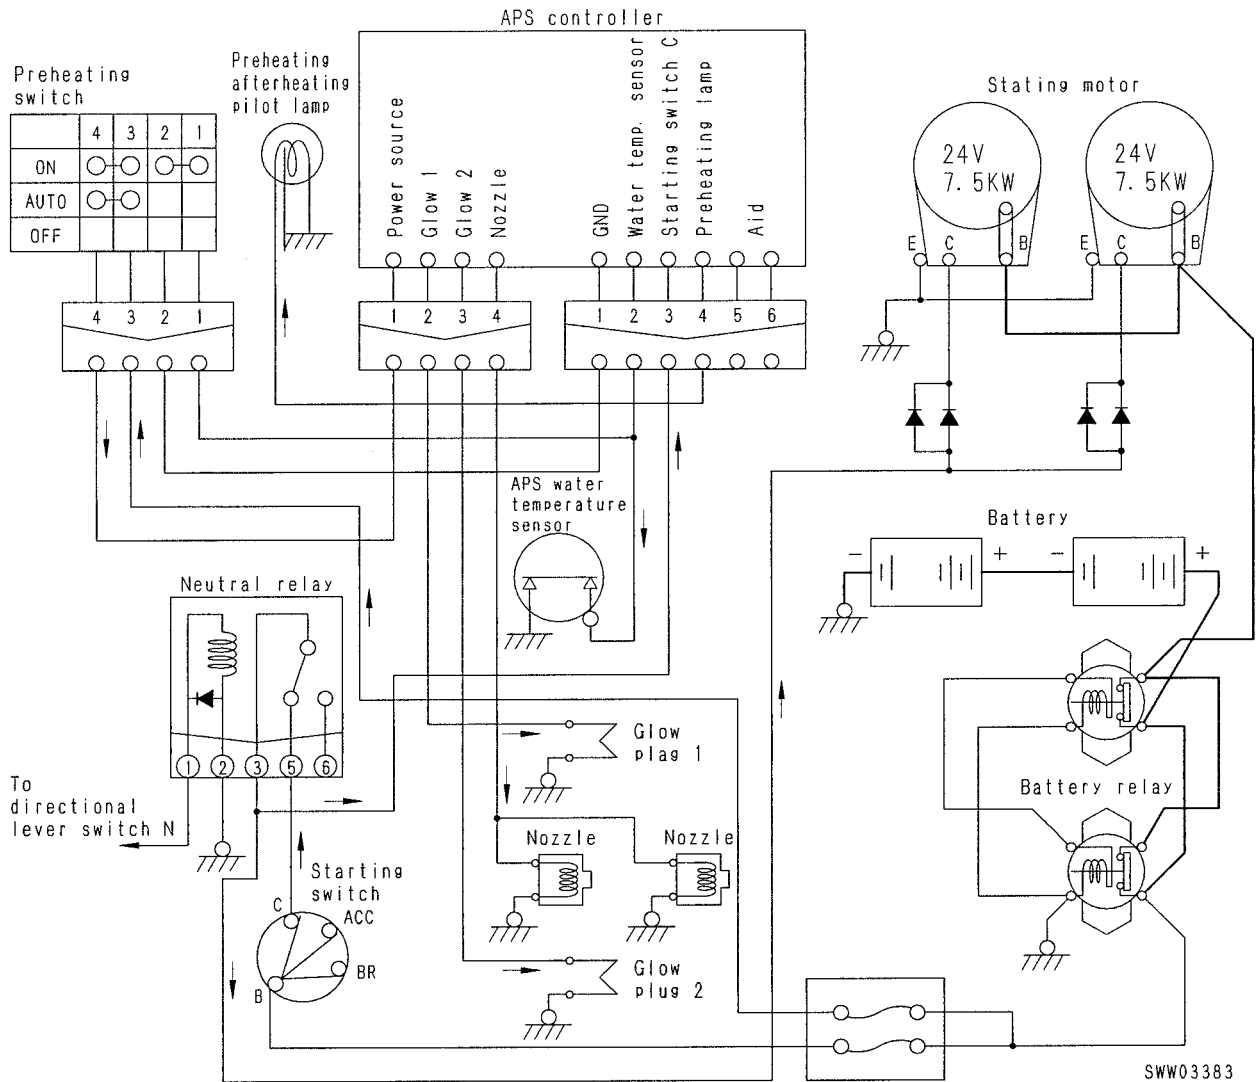 APS controller
Preheating
switch
4 3 2 1
ON
AUTO
OFF
4 3 2 1
Preheating
afterheating
pilot lamp
Power source
Glow 1
Glow 2
Nozzle
GND
Water temp. sensor
Starting switch C
Preheating lamp
Aid
1 2 3 4
1 2 3 4 5 6
Stating motor
24V
7.5KW
24V
7.5KW
E C B
E C B
APS water
temperature
sensor
Battery
- + - +
Neutral relay
1 2 3 5 6
To
directional
lever switch N
Glow
plag 1
Battery relay
Nozzle
Nozzle
Starting
switch
C
ACC
BR
B
Glow
plug 2
SWW03383